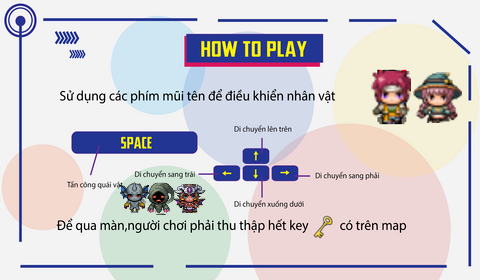 HOW TO PLAY
Sử dụng các phím mũi tên để điều khiển nhân vật
Di chuyển lên trên
SPACE
Tấn công quái vật
Di chuyển sang trái
Di chuyển sang phải
Di chuyển xuống dưới
Để qua màn,người chơi phải thu thập hết key có trên map